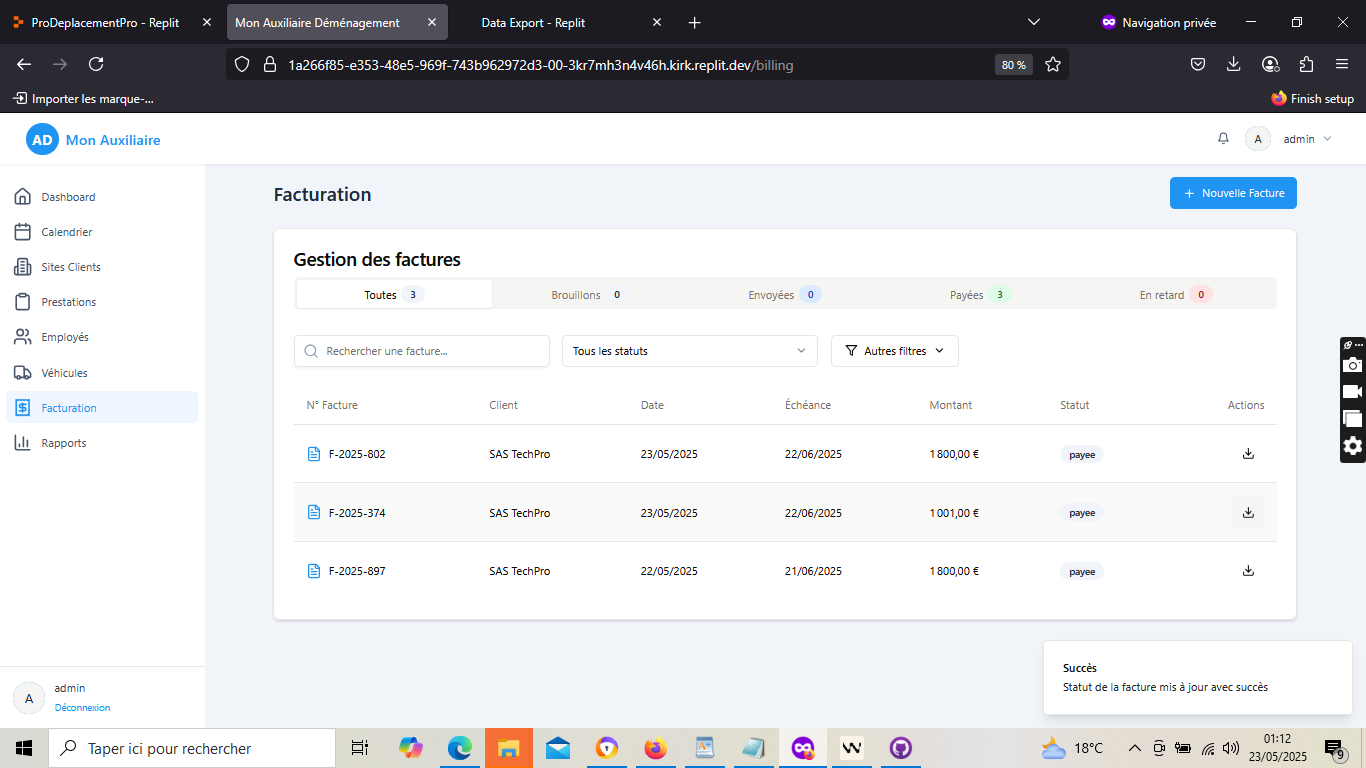 ProDeplacementPro - Replit
Mon Auxiliaire Déménagement
Data Export - Replit
Navigation privée
1a266f85-e353-48e5-969f-743b962972d3-00-3kr7mh3n4v46h.kirk.replit.dev/billing
80 %
Importer les marque-...
Finish setup
AD Mon Auxiliaire
A admin
Dashboard
Calendrier
Sites Clients
Prestations
Employés
Véhicules
Facturation
Rapports
A admin
Déconnexion
Facturation
+ Nouvelle Facture
Gestion des factures
Toutes 3 Brouillons 0 Envoyées 0 Payées 3 En retard 0
Rechercher une facture... Tous les statuts Autres filtres
N° Facture Client Date Échéance Montant Statut Actions
F-2025-802 SAS TechPro 23/05/2025 22/06/2025 1 800,00 € payee
F-2025-374 SAS TechPro 23/05/2025 22/06/2025 1 001,00 € payee
F-2025-897 SAS TechPro 22/05/2025 21/06/2025 1 800,00 € payee
Succès
Statut de la facture mis à jour avec succès
Taper ici pour rechercher
18°C
01:12
23/05/2025
9